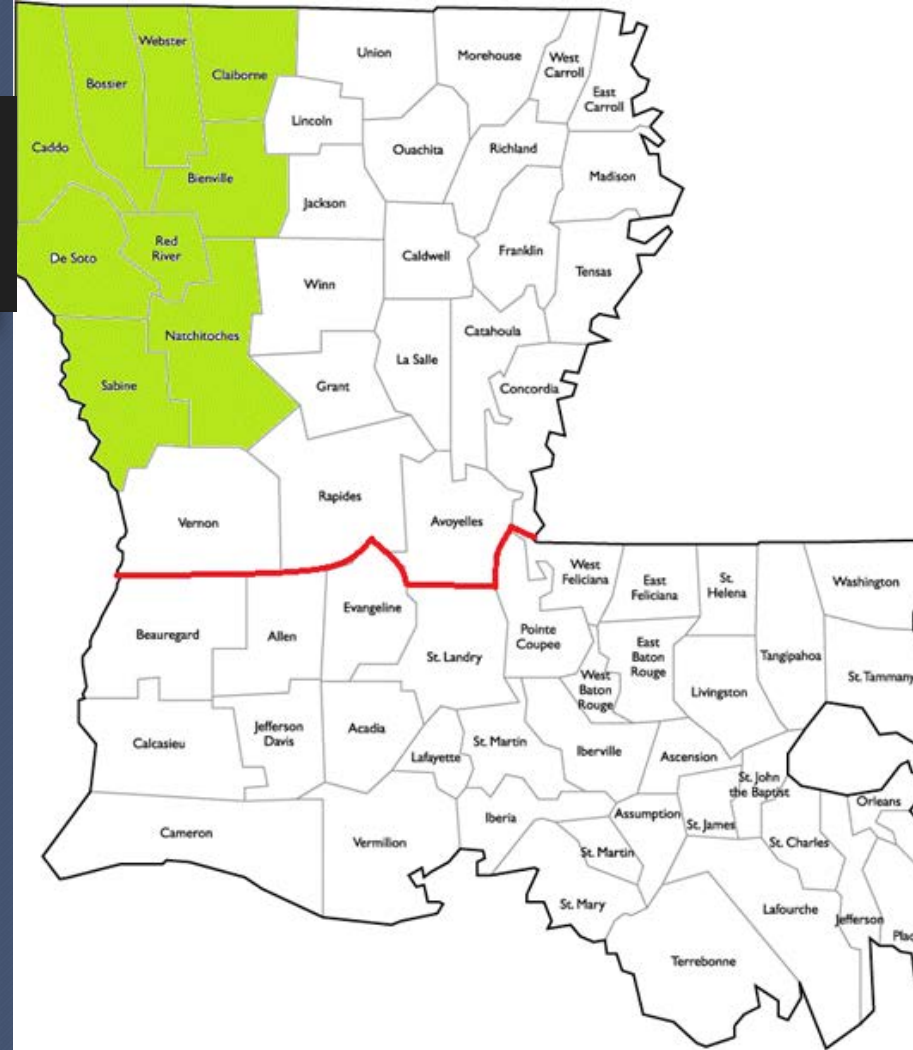 Webster
Union
Morehouse
West
Carroll
Claiborne
Bossier
East
Carroll
Lincoln
Caddo
Ouachita
Richland
Bienville
Madison
Jackson
De Soto
Red
River
Caldwell
Franklin
Tensas
Winn
Natchitoches
Catahoula
La Salle
Sabine
Grant
Concordia
Rapides
Vernon
Avoyelles
West
Feliciana
East
Feliciana
St.
Helena
Washington
Beauregard
Allen
Evangeline
Pointe
Coupee
East
Baton
Rouge
St. Landry
Tangipahoa
West
Baton
Rouge
Livingston
St. Tammany
Calcasieu
Jefferson
Davis
Acadia
Lafayette
St. Martin
Iberville
Ascension
St. John
the Baptist
Orleans
Cameron
Vermillion
Iberia
Assumption
St. James
St. Charles
St. Martin
St. Mary
Lafourche
Jefferson
Plaq
Terrebonne